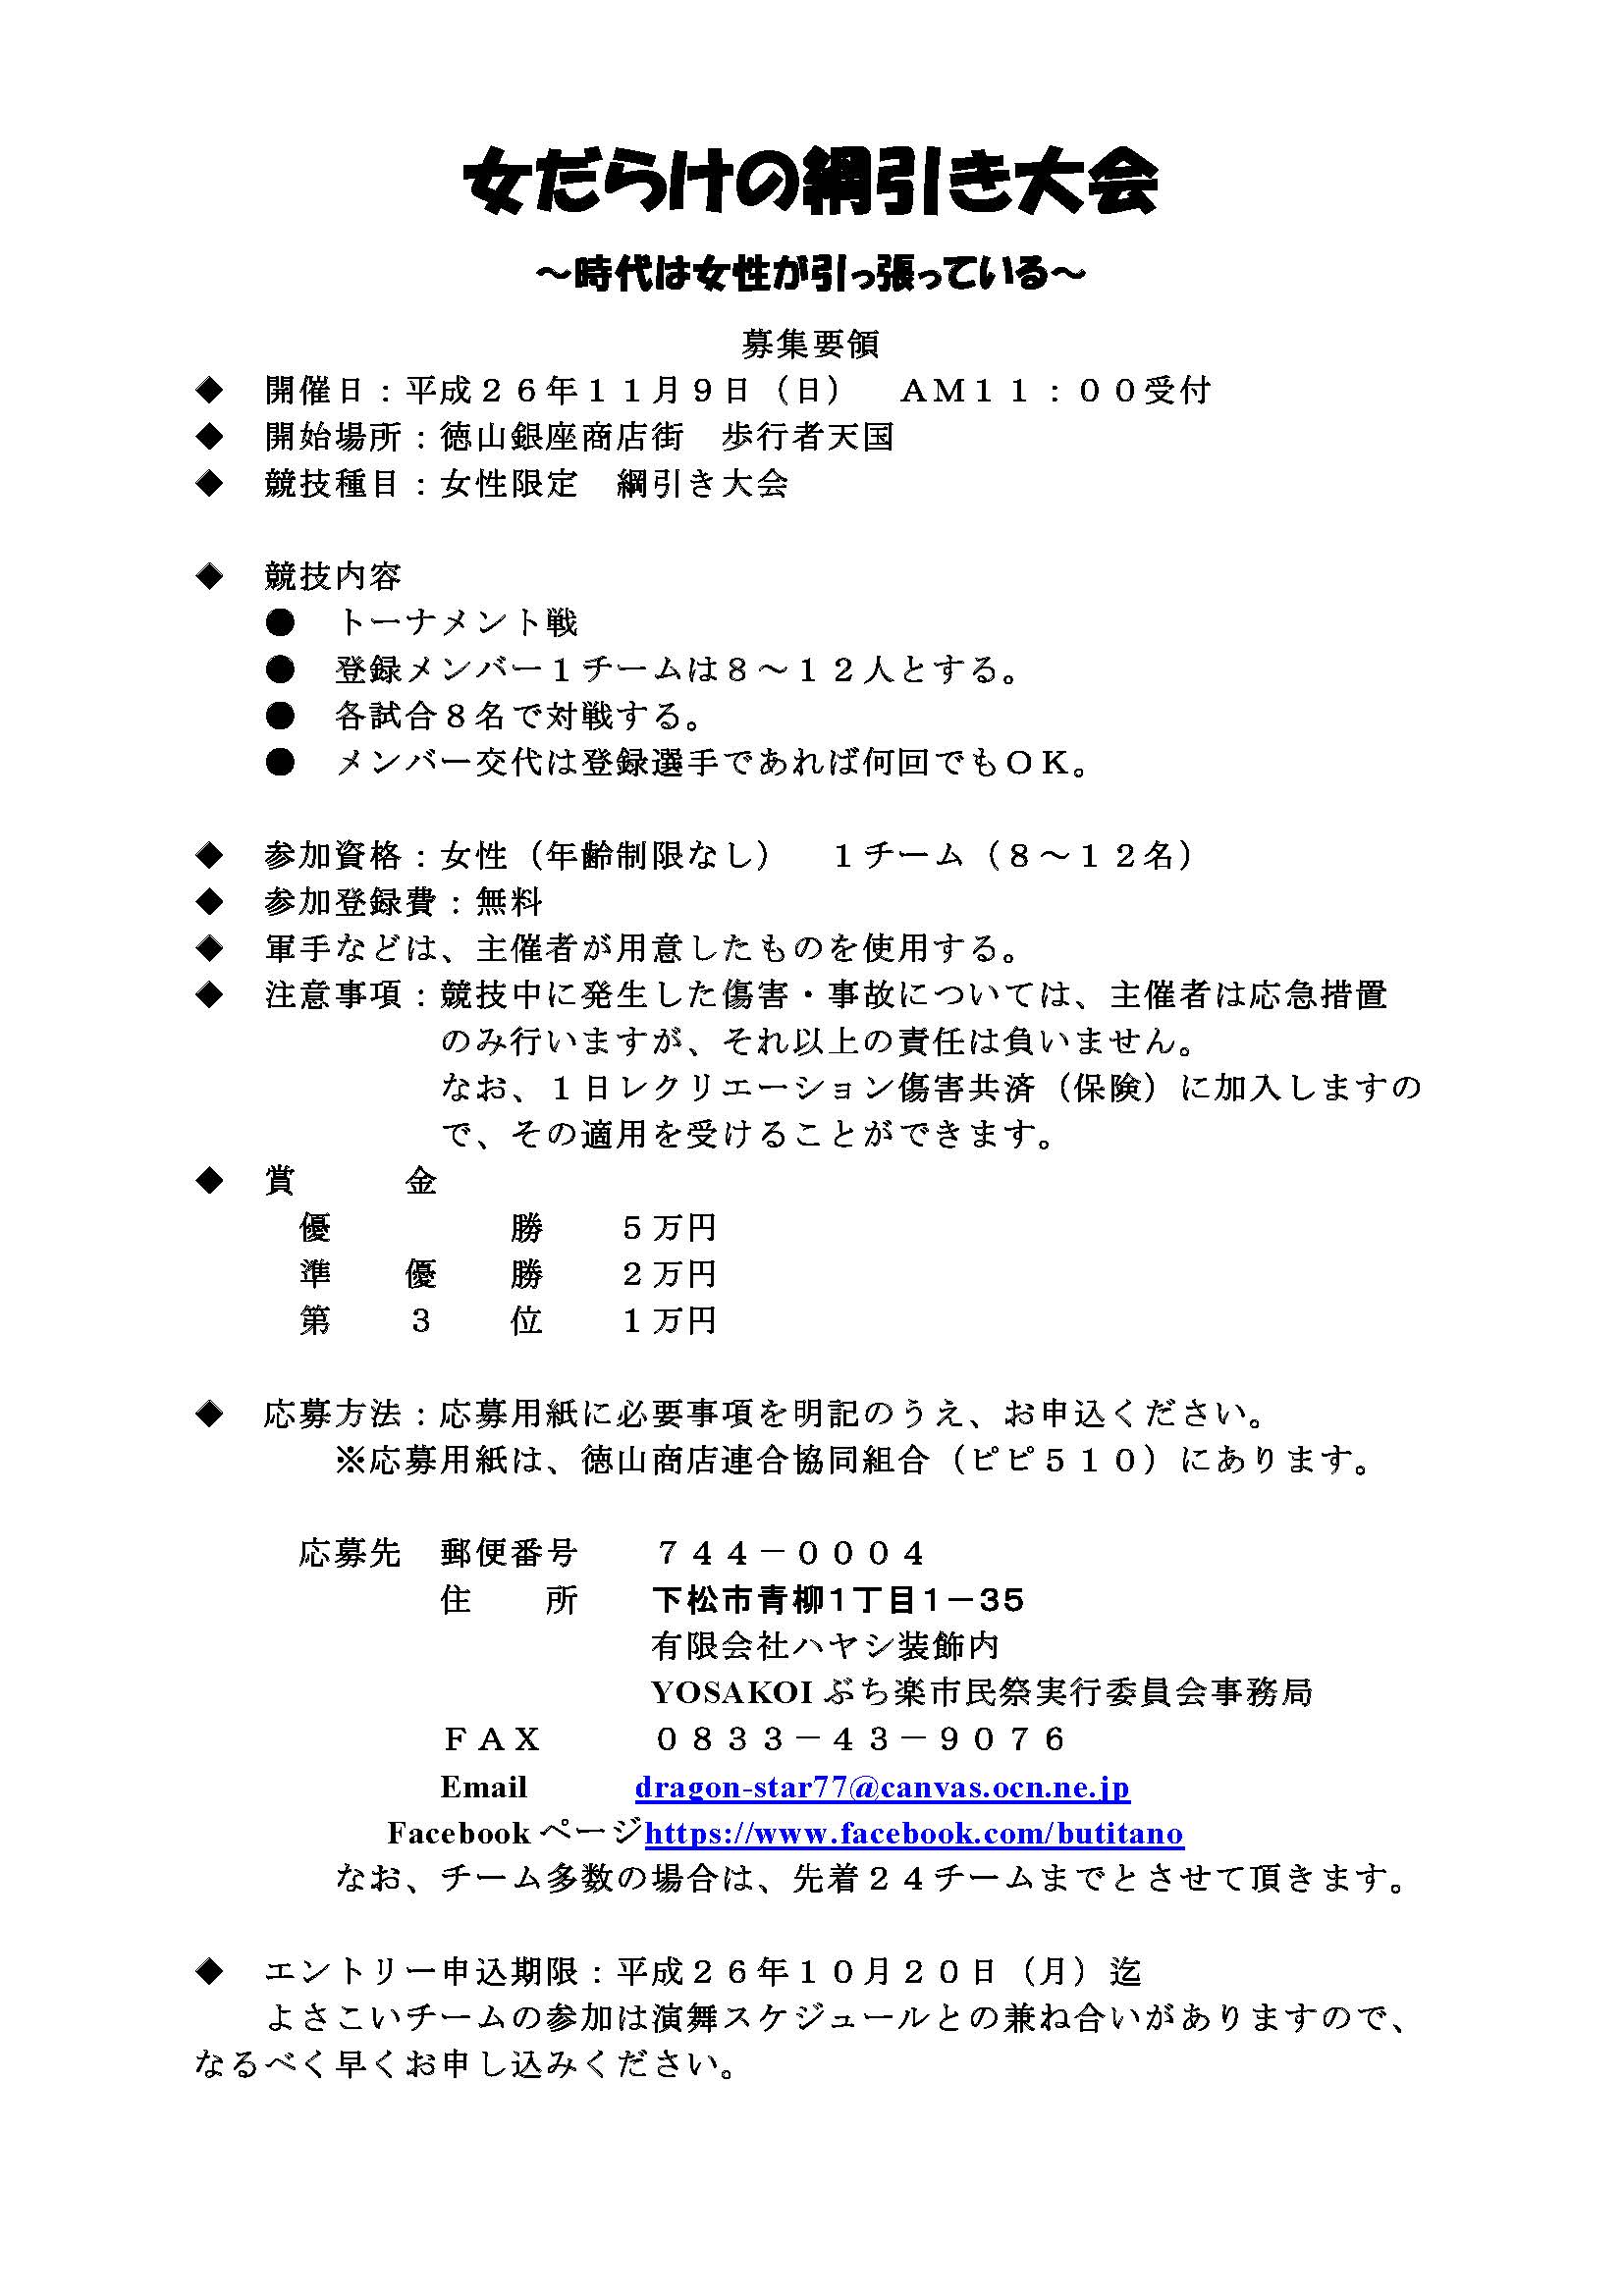 女だらけの綱引き大会
～時代は女性が引っ張っている～
募集要領
◆ 開催日：平成２６年１１月９日（日）　ＡＭ１１：００受付
◆ 開始場所：徳山銀座商店街　歩行者天国
◆ 競技種目：女性限定　綱引き大会
◆ 競技内容
● トーナメント戦
● 登録メンバー１チームは８～１２人とする。
● 各試合８名で対戦する。
● メンバー交代は登録選手であれば何回でもＯＫ。
◆ 参加資格：女性（年齢制限なし）　１チーム（８～１２名）
◆ 参加登録費：無料
◆ 軍手などは、主催者が用意したものを使用する。
◆ 注意事項：競技中に発生した傷害・事故については、主催者は応急措置
のみ行いますが、それ以上の責任は負いません。
なお、１日レクリエーション傷害共済（保険）に加入しますの
で、その適用を受けることができます。
◆ 賞　　　金
優　　　　　勝　　５万円
準　　優　　勝　　２万円
第　　３　　位　　１万円
◆ 応募方法：応募用紙に必要事項を明記のうえ、お申込ください。
※応募用紙は、徳山商店連合協同組合（ピピ５１０）にあります。
応募先　郵便番号　　７４４－０００４
住　　所　　下松市青柳1丁目1－35
有限会社ハヤシ装飾内
YOSAKOI ぶち楽市民祭実行委員会事務局
ＦＡＸ　　　０８３３－４３－９０７６
Email　　　dragon-star77@canvas.ocn.ne.jp
Facebook ページhttps://www.facebook.com/butitano
なお、チーム多数の場合は、先着２４チームまでとさせて頂きます。
◆ エントリー申込期限：平成２６年１０月２０日（月）迄
よさこいチームの参加は演舞スケジュールとの兼ね合いがありますので、
なるべく早くお申し込みください。